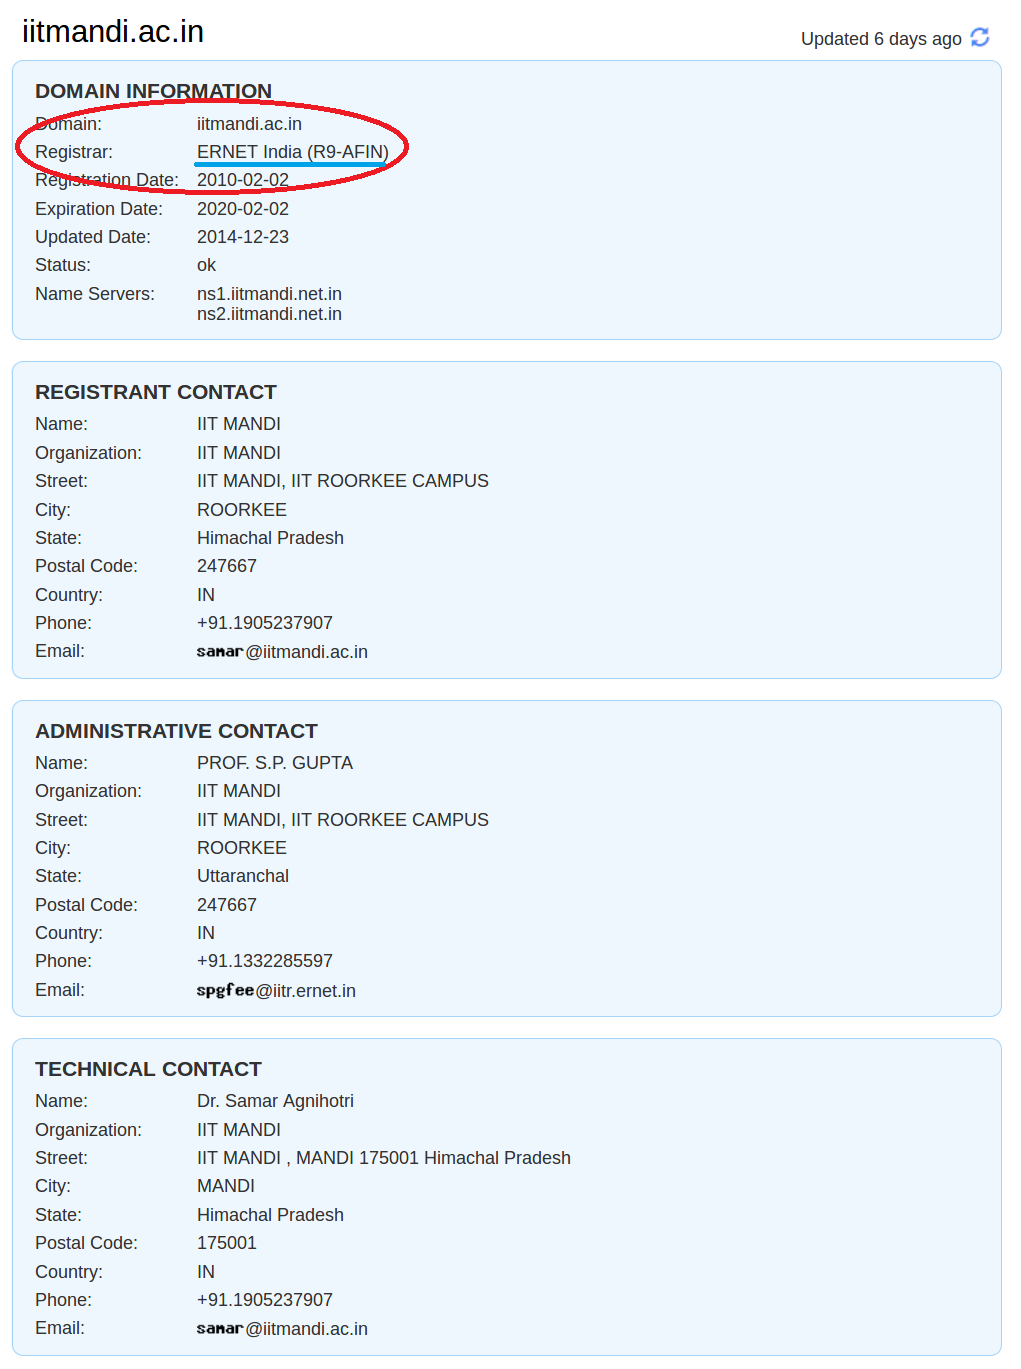 iitmandi.ac.in
Updated 6 days ago
DOMAIN INFORMATION
Domain: iitmandi.ac.in
Registrar: ERNET India (R9-AFIN)
Registration Date: 2010-02-02
Expiration Date: 2020-02-02
Updated Date: 2014-12-23
Status: ok
Name Servers: ns1.iitmandi.net.in
ns2.iitmandi.net.in
REGISTRANT CONTACT
Name: IIT MANDI
Organization: IIT MANDI
Street: IIT MANDI, IIT ROORKEE CAMPUS
City: ROORKEE
State: Himachal Pradesh
Postal Code: 247667
Country: IN
Phone: +91.1905237907
Email: samar@iitmandi.ac.in
ADMINISTRATIVE CONTACT
Name: PROF. S.P. GUPTA
Organization: IIT MANDI
Street: IIT MANDI, IIT ROORKEE CAMPUS
City: ROORKEE
State: Uttaranchal
Postal Code: 247667
Country: IN
Phone: +91.1332285597
Email: spgfee@iitr.ernet.in
TECHNICAL CONTACT
Name: Dr. Samar Agnihotri
Organization: IIT MANDI
Street: IIT MANDI , MANDI 175001 Himachal Pradesh
City: MANDI
State: Himachal Pradesh
Postal Code: 175001
Country: IN
Phone: +91.1905237907
Email: samar@iitmandi.ac.in